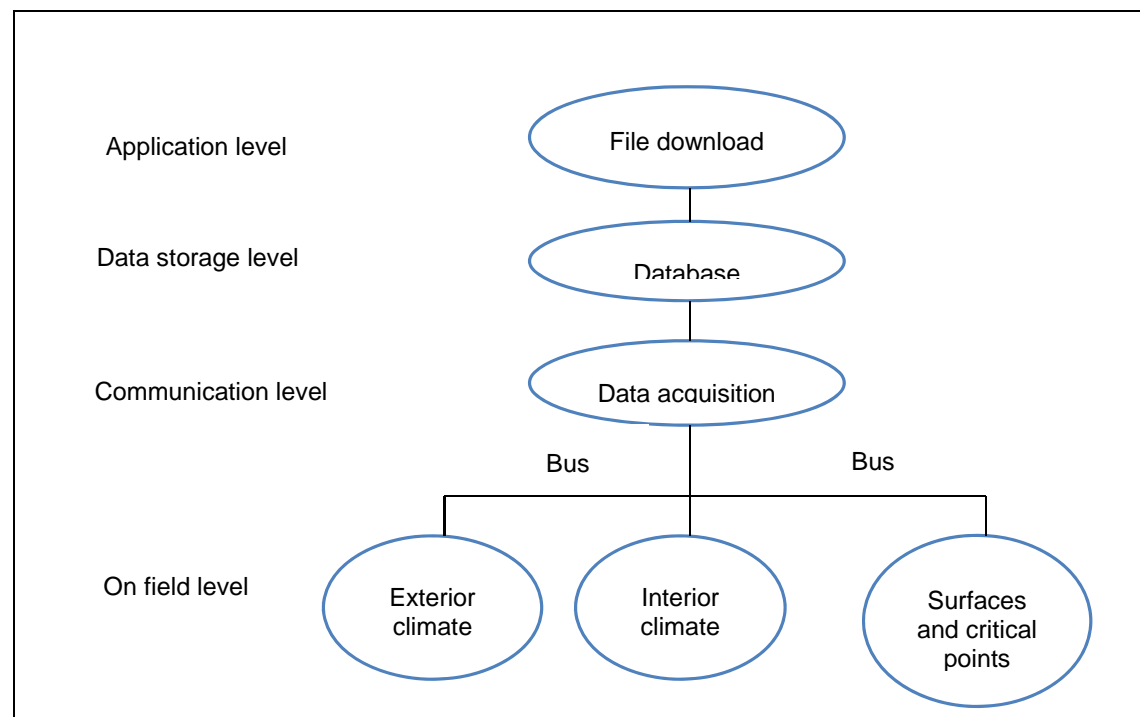 File download
Application level
Data storage level
Database
Data acquisition
Communication level
Bus
Bus
On field level
Exterior
climate
Interior
climate
Surfaces
and critical
points